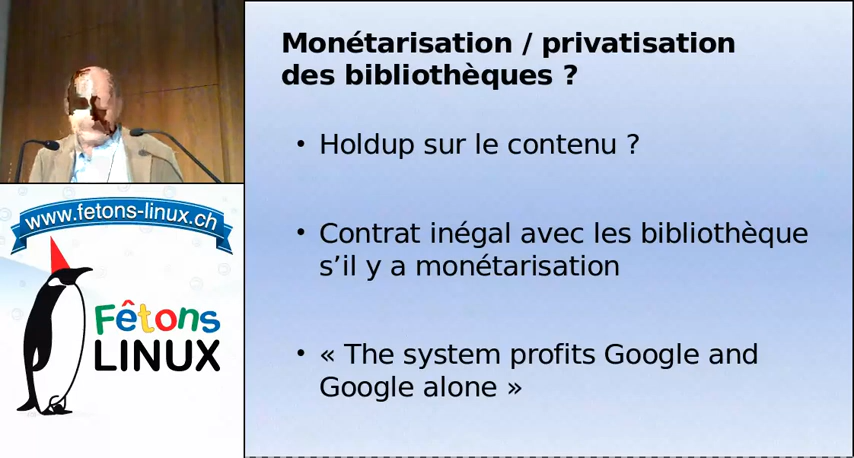 Monétarisation / privatisation
des bibliothèques ?
• Holdup sur le contenu ?
• Contrat inégal avec les bibliothèque
s’il y a monétarisation
• « The system profits Google and
Google alone »
www.fetons-linux.ch
Fêtons
LINUX